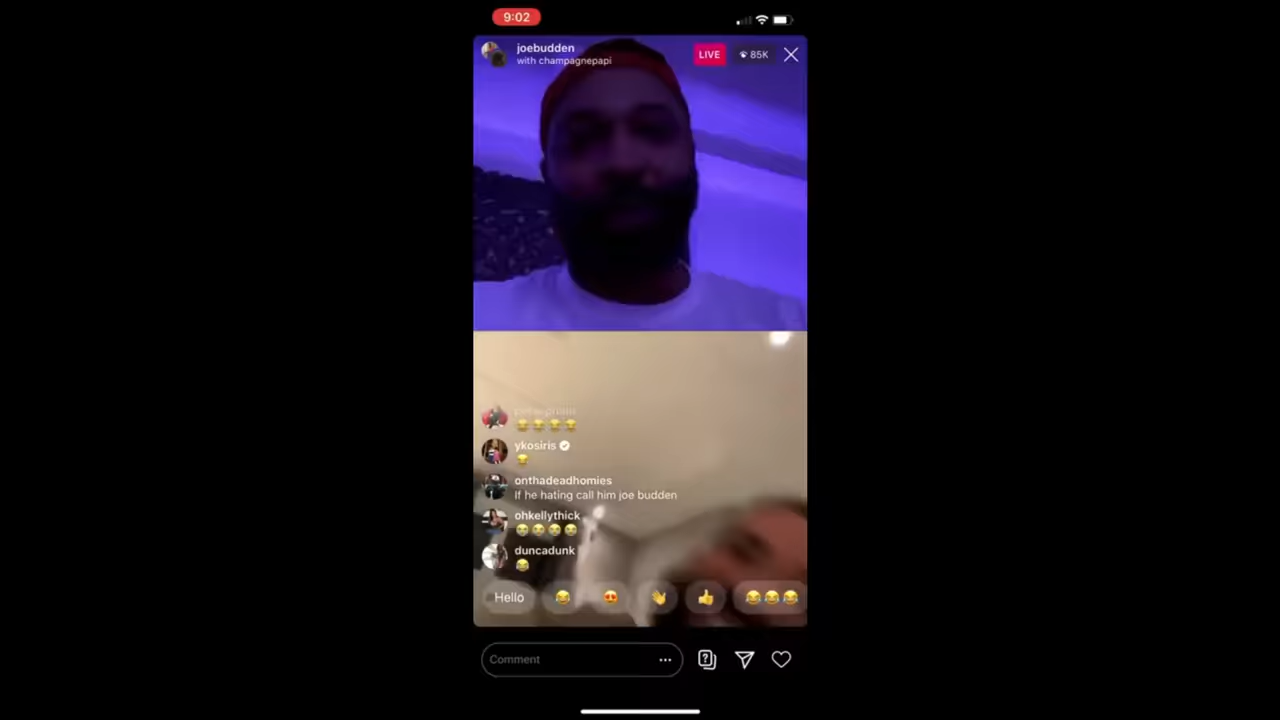 9:02
joebudden
with champagnepapi
LIVE
85K
ykosiris
onthadeadhomies
If he hating call him joe budden
ohkellythick
duncadunk
Hello
Comment